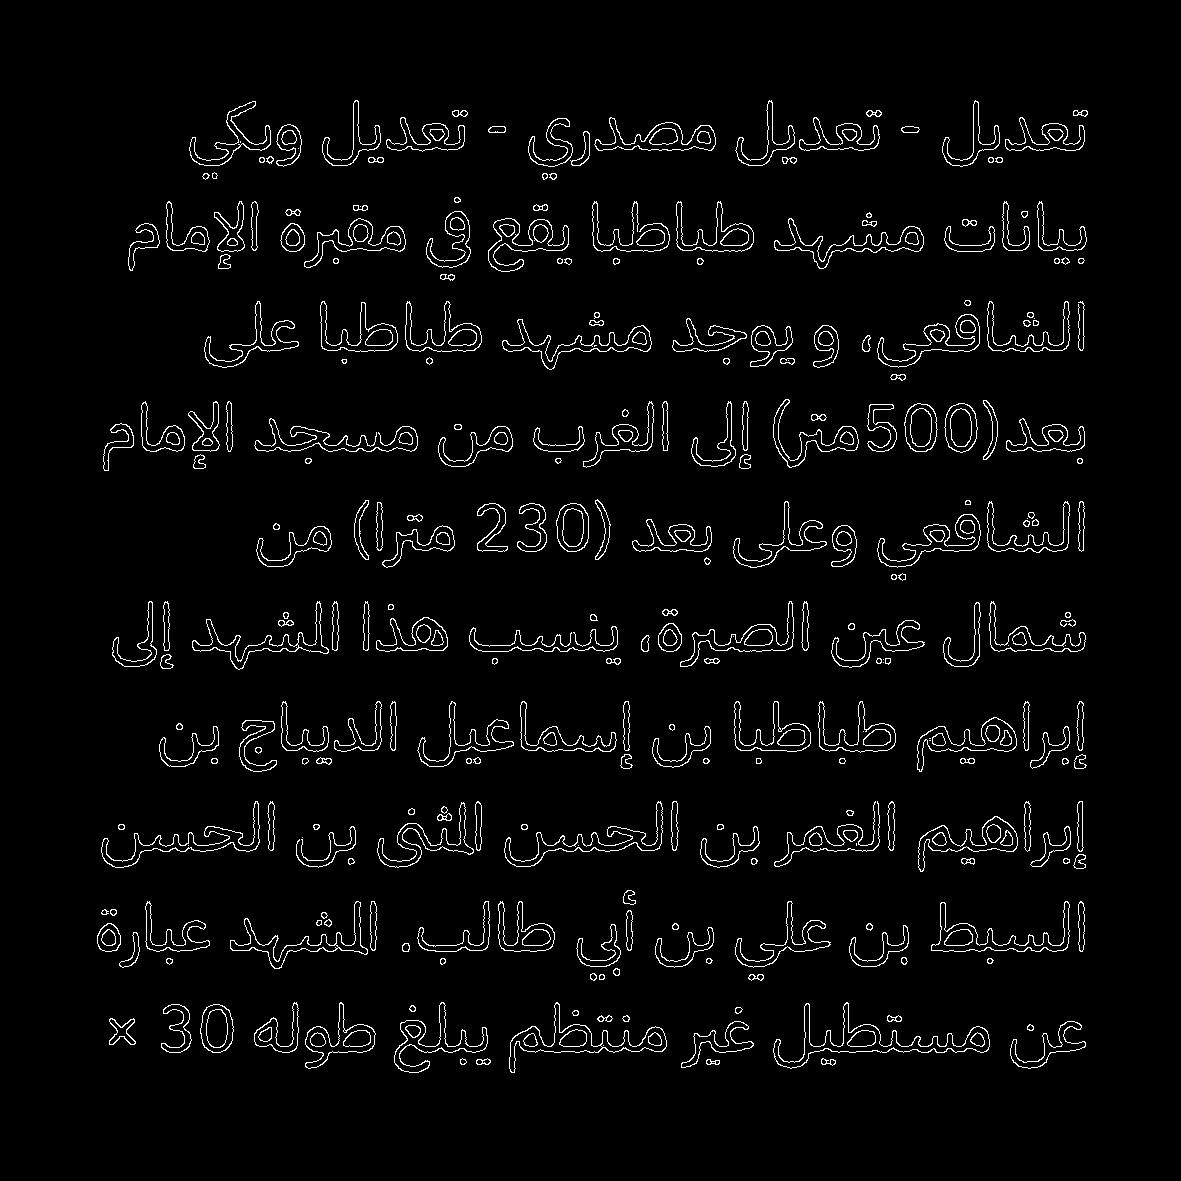 تعديل - تعديل مصدري - تعديل ويكي
بيانات مشهد طباطبا يقع في مقبرة الإمام
الشافعي، و يوجد مشهد طباطبا على
بعد(500متر) إلى الغرب من مسجد الإمام
الشافعي وعلى بعد (230 مترا) من
شمال عين الصيرة، ينسب هذا المشهد إلى
إبراهيم طباطبا بن إسماعيل الديباج بن
إبراهيم الغمر بن الحسن المثنى بن الحسن
السبط بن علي بن أبي طالب. المشهد عبارة
عن مستطيل غير منتظم يبلغ طوله 30 ×